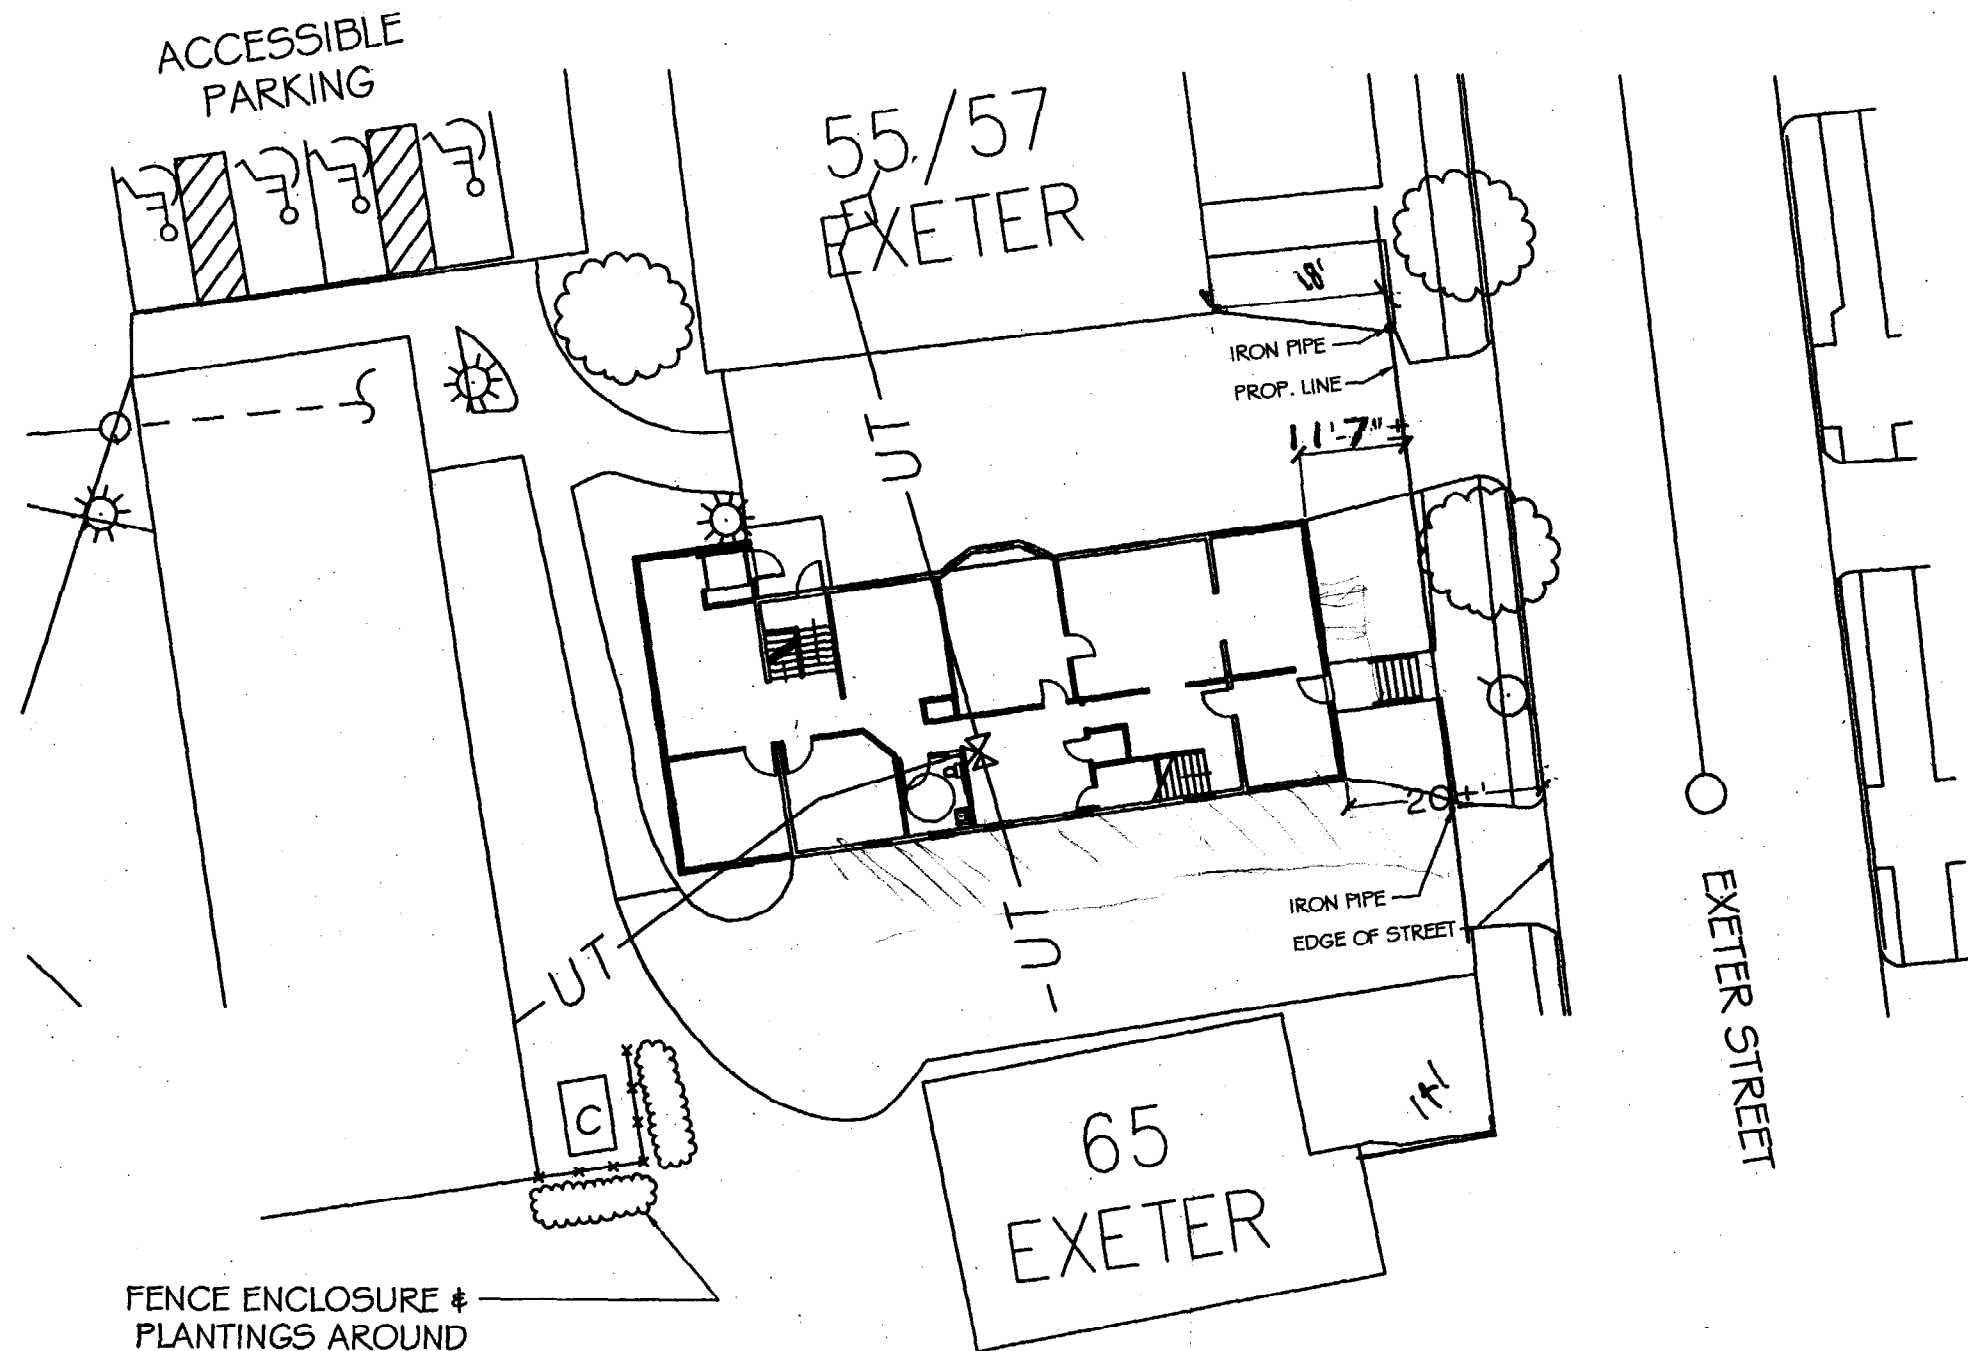 ACCESSIBLE
PARKING
55/57
EXETER
18'
IRON PIPE
PROP. LINE
11'-7"±
UT
20'±
IRON PIPE
EDGE OF STREET
UT
UT
EXETER STREET
C
14'
65
EXETER
FENCE ENCLOSURE &
PLANTINGS AROUND